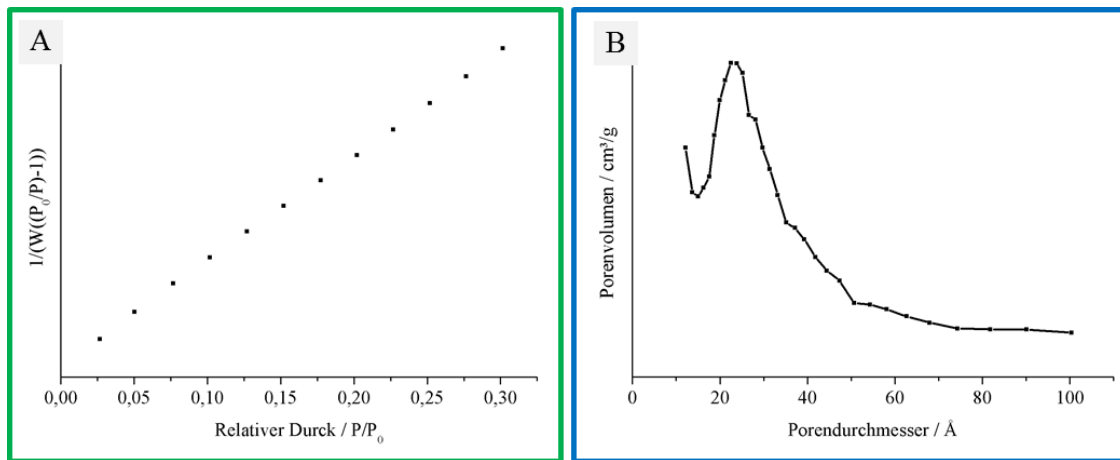 A
1/(W((P₀/P)-1))
0,00 0,05 0,10 0,15 0,20 0,25 0,30
Relativer Durck / P/P₀
B
Porenvolumen / cm³/g
0 20 40 60 80 100
Porendurchmesser / Å